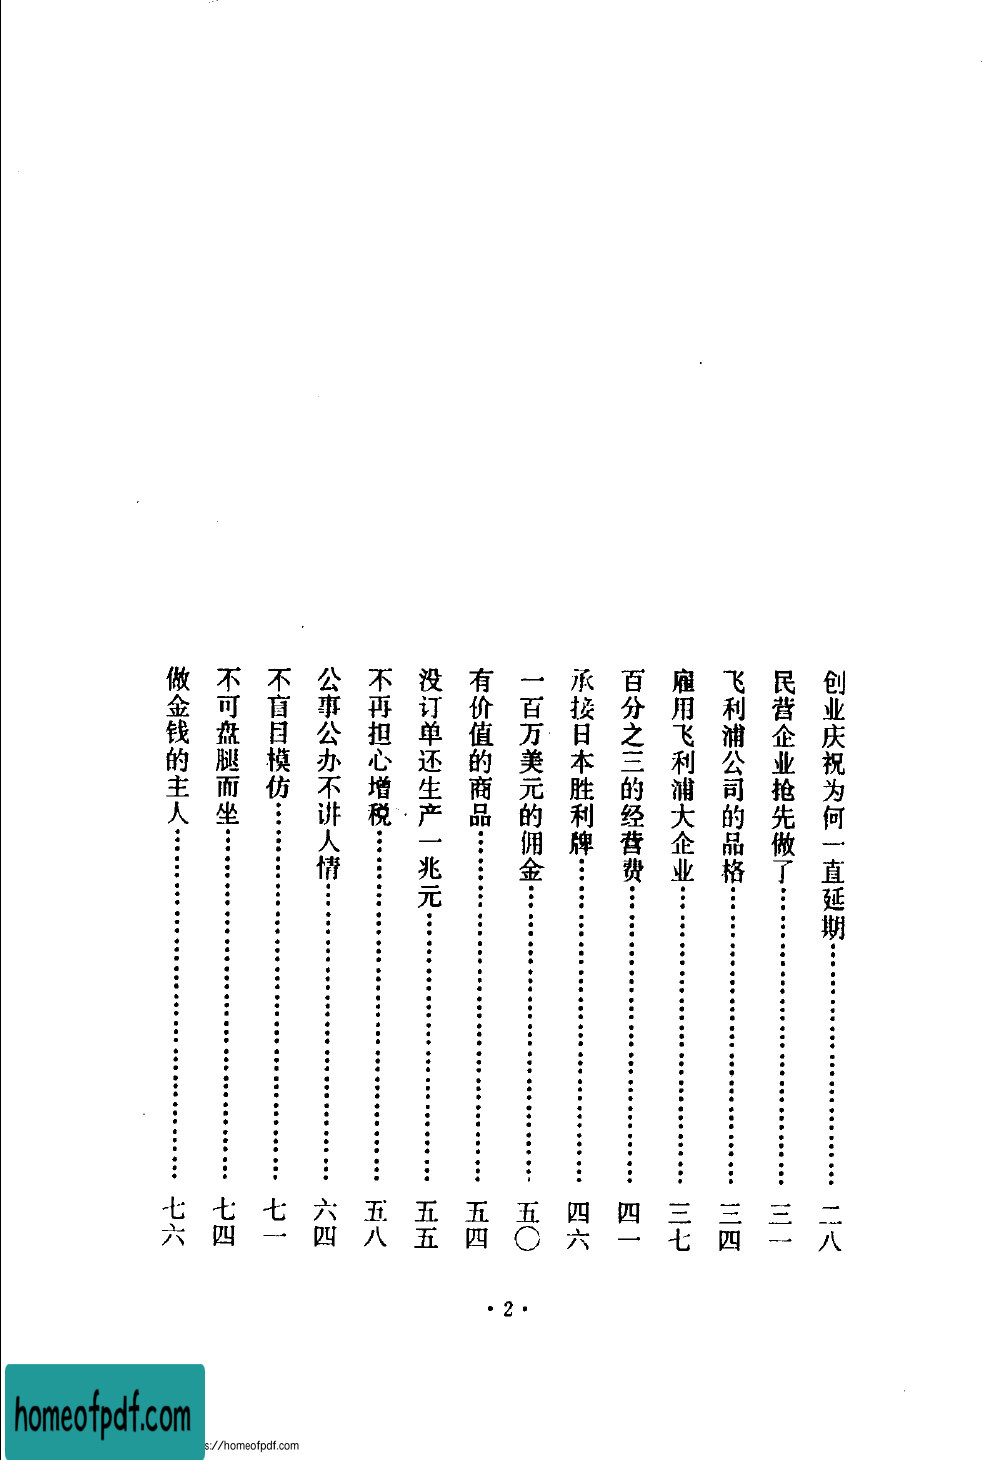 创业庆祝为何一直延期……………………二八
民营企业抢先做了……………………三一
飞利浦公司的品格……………………三四
雇用飞利浦大企业……………………三七
百分之三的经营费……………………四一
承接日本胜利牌……………………四六
一百万美元的佣金……………………五〇
有价值的商品……………………五四
没订单还生产一兆元……………………五五
不再担心增税……………………五八
公事公办不讲人情……………………六四
不盲目模仿……………………七一
不可盘腿而坐……………………七四
做金钱的主人……………………七六
·2·
homeofpdf.com
s://homeofpdf.com